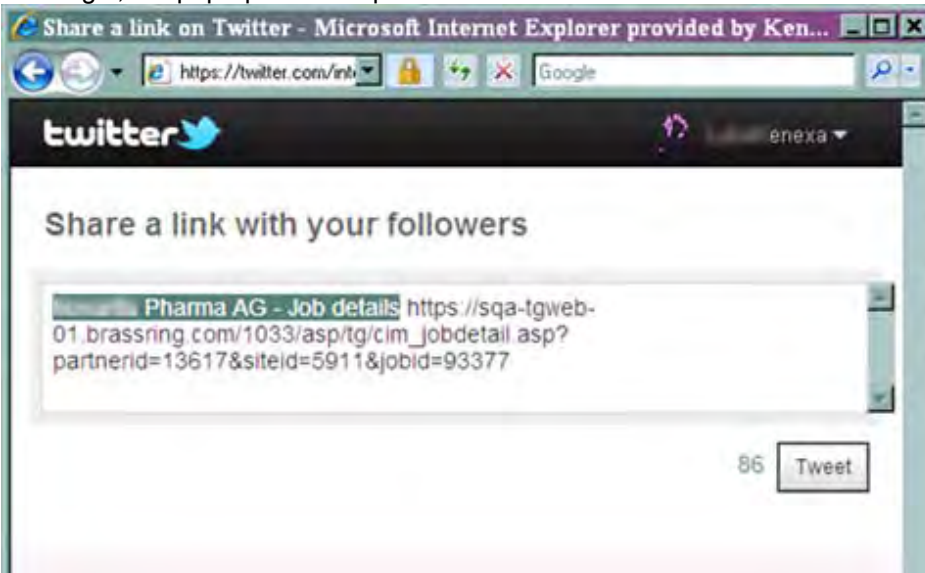 Share a link on Twitter - Microsoft Internet Explorer provided by Ken...
https://twitter.com/int
Google
twitter
enexa
Share a link with your followers
Pharma AG - Job details https://sqa-tgweb-
01.brassring.com/1033/asp/tg/cim_jobdetail.asp?
partnerid=13617&siteid=5911&jobid=93377
86 Tweet